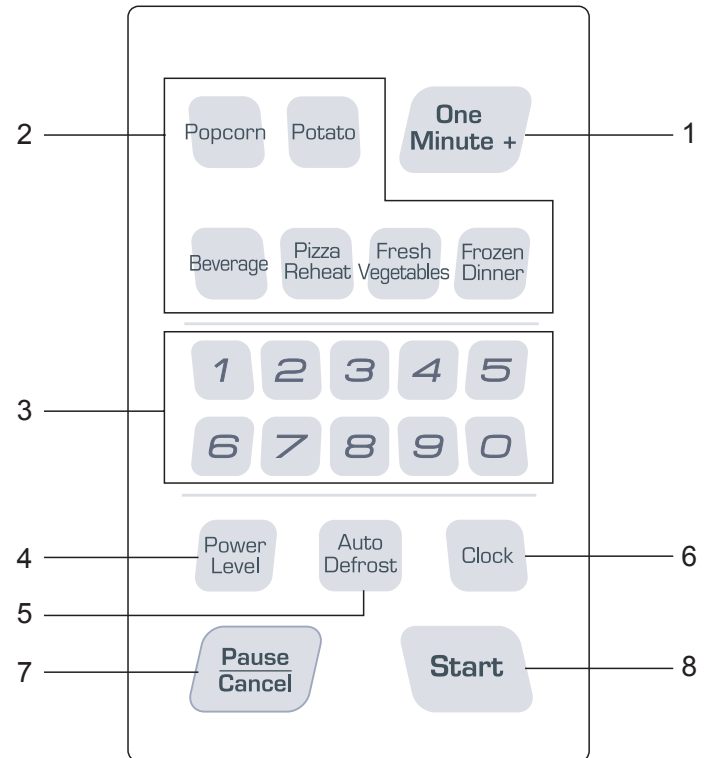 One
Minute +
1
2
Popcorn
Potato
Beverage
Pizza
Reheat
Fresh
Vegetables
Frozen
Dinner
3
1 2 3 4 5
6 7 8 9 0
4
Power
Level
Auto
Defrost
5
Clock
6
7
Pause
Cancel
Start
8